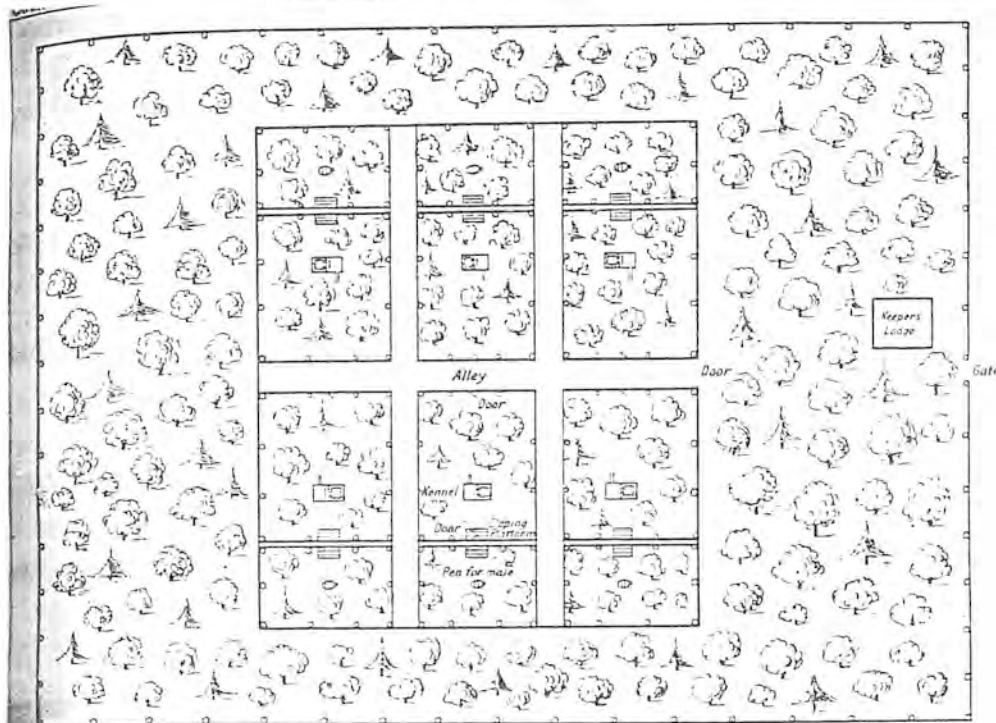 Keepers
Lodge
Alley
Door
Gate
Door
Kennel
Door
Pen for male